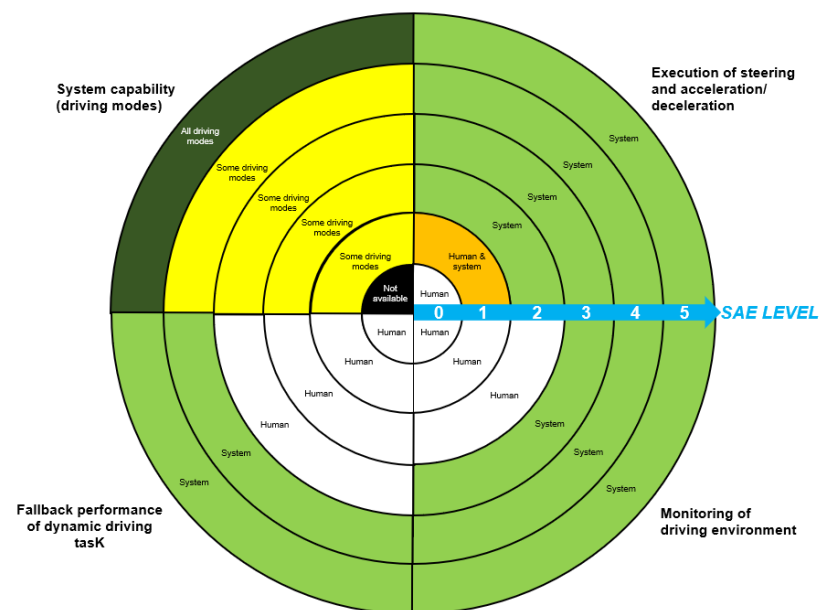 System capability
(driving modes)
Execution of steering
and acceleration/
deceleration
All driving
modes
Some driving
modes
Some driving
modes
Some driving
modes
Some driving
modes
Not
available
System
System
System
System
Human &
system
Human
0 1 2 3 4 5 SAE LEVEL
Human
Human
Human
Human
System
System
Human
Human
Human
System
System
System
Fallback performance
of dynamic driving
tasK
Monitoring of
driving environment